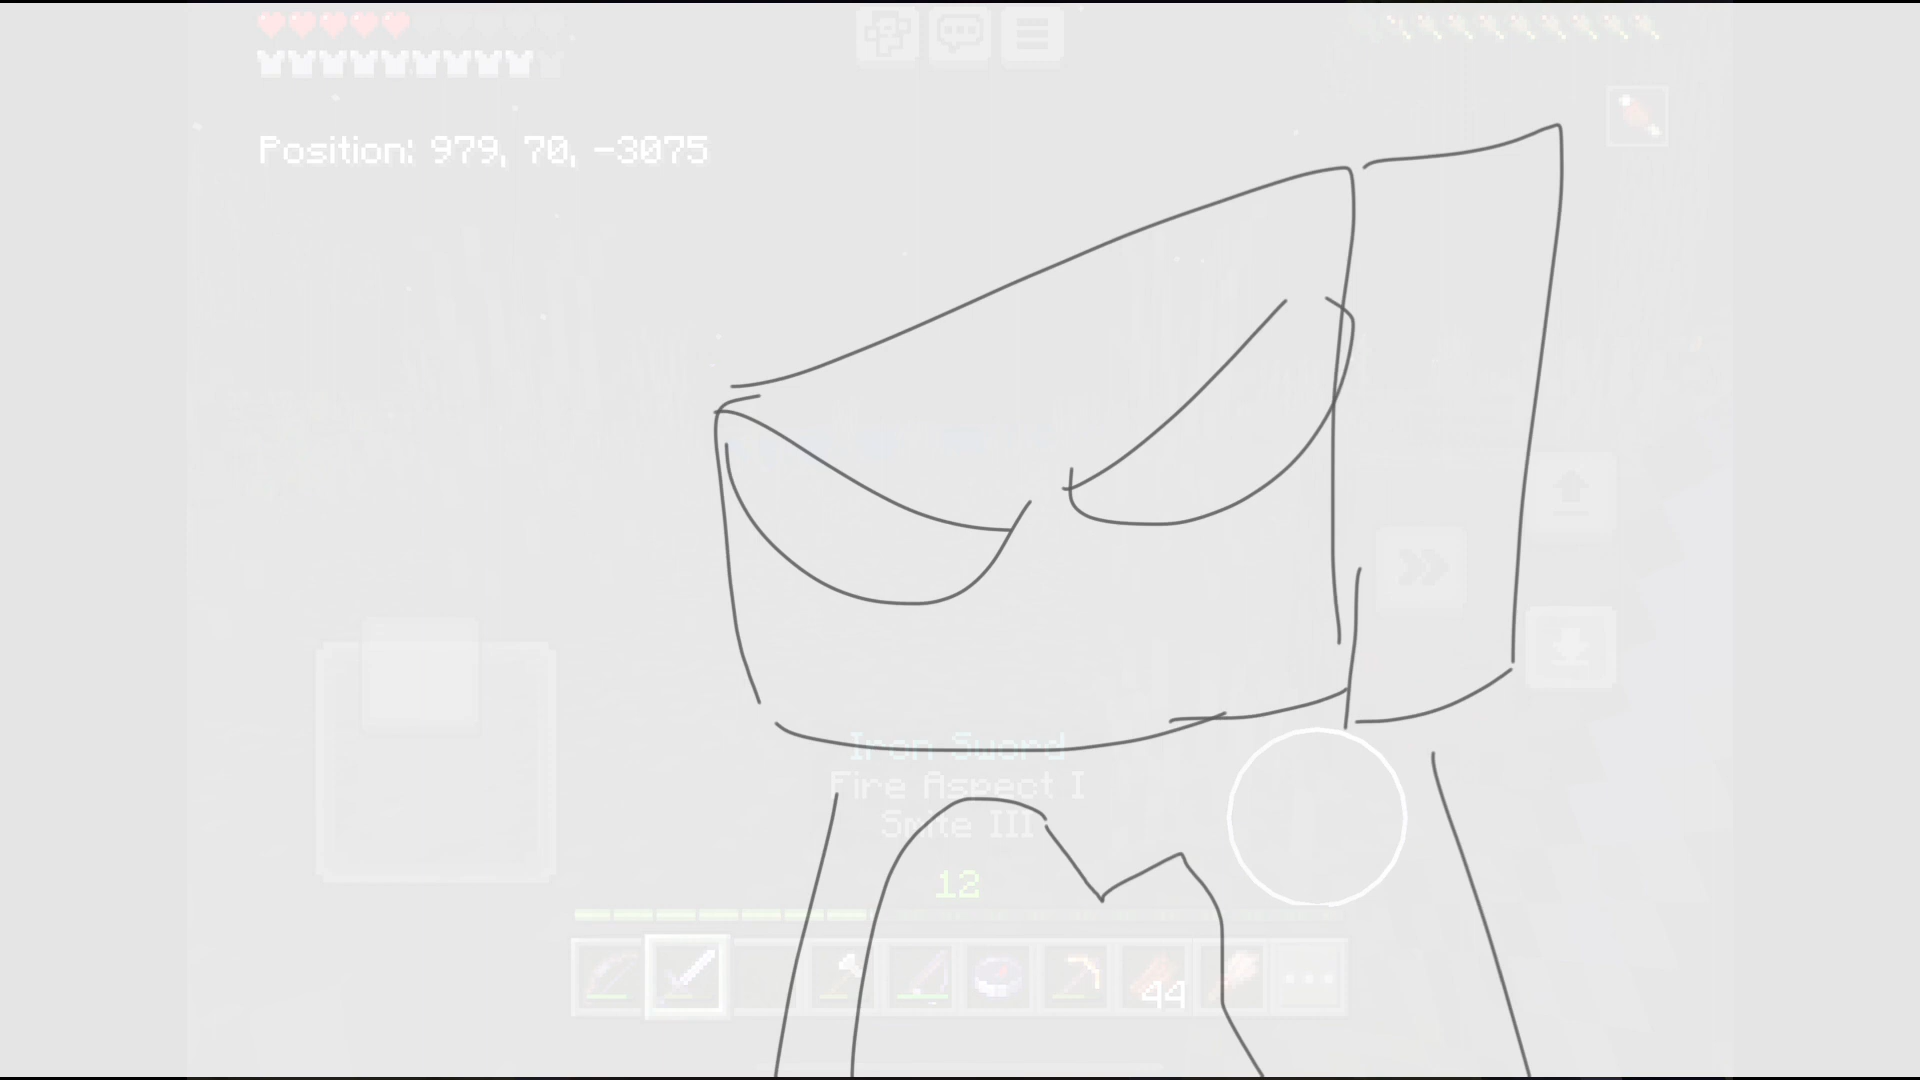 Position: 979, 70, -3075
Iron Sword
Fire Aspect I
Smite III
12
44